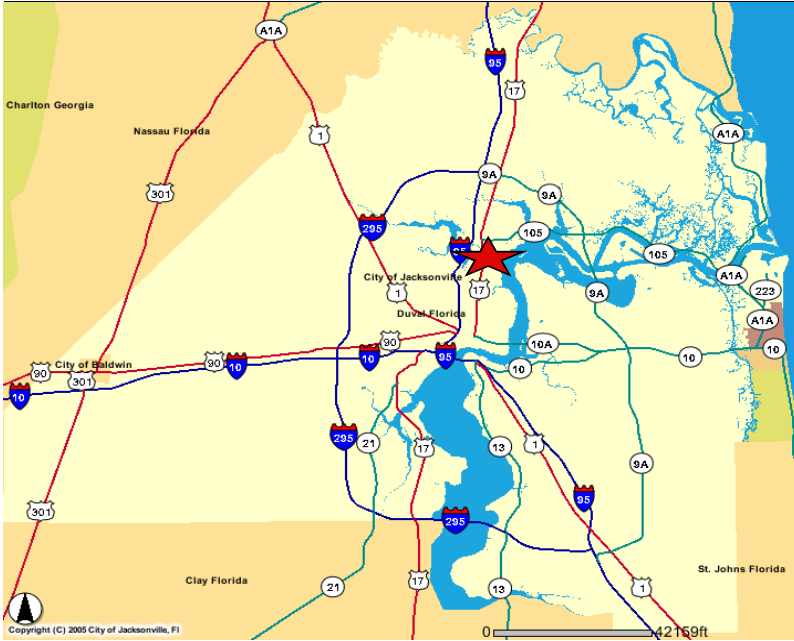 A1A
95
17
Charlton Georgia
Nassau Florida
1
A1A
9A
301
9A
295
105
95
105
City of Jacksonville
A1A
1
17
9A
223
Duval Florida
A1A
90
10A
10
90
City of Baldwin
90
10
10
95
10
10
301
10
295
21
17
13
1
9A
95
301
295
Clay Florida
St. Johns Florida
21
17
13
1
Copyright (C) 2005 City of Jacksonville, Fl
0
42159ft